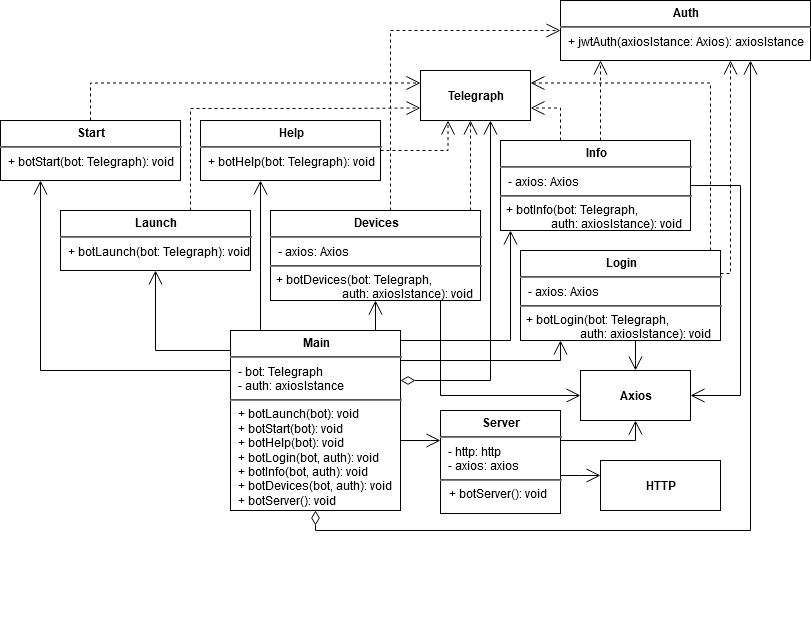 Auth
+ jwtAuth(axiosIstance: Axios): axiosIstance
Telegraph
Start
+ botStart(bot: Telegraph): void
Help
+ botHelp(bot: Telegraph): void
Info
- axios: Axios
+ botInfo(bot: Telegraph,
auth: axiosIstance): void
Launch
+ botLaunch(bot: Telegraph): void
Devices
- axios: Axios
+ botDevices(bot: Telegraph,
auth: axiosIstance): void
Login
- axios: Axios
+ botLogin(bot: Telegraph,
auth: axiosIstance): void
Main
- bot: Telegraph
- auth: axiosIstance
+ botLaunch(bot): void
+ botStart(bot): void
+ botHelp(bot): void
+ botLogin(bot, auth): void
+ botInfo(bot, auth): void
+ botDevices(bot, auth): void
+ botServer(): void
Axios
Server
- http: http
- axios: axios
+ botServer(): void
HTTP